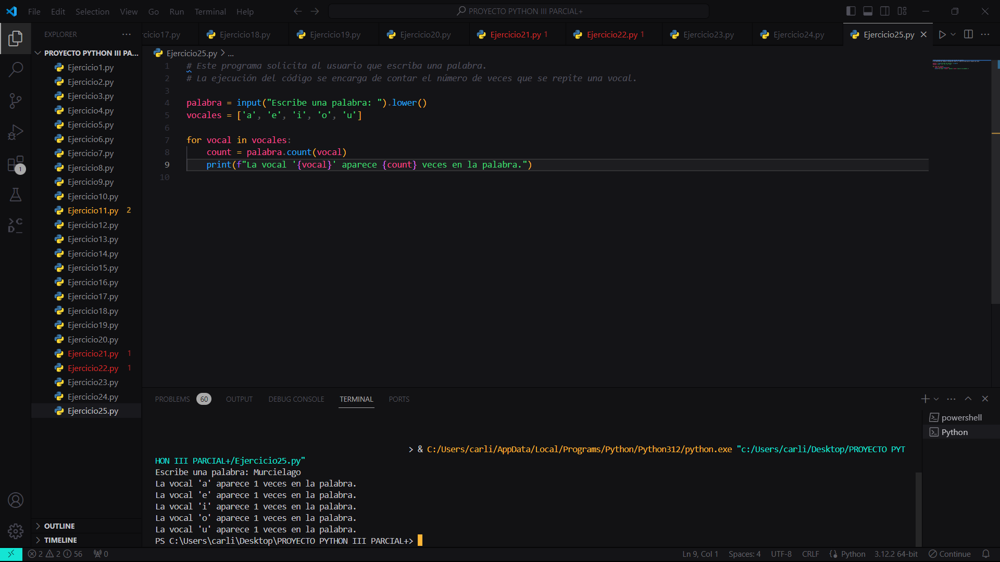 File Edit Selection View Go Run Terminal Help
PROYECTO PYTHON III PARCIAL+
EXPLORER
rcicio17.py Ejercicio18.py Ejercicio19.py Ejercicio20.py Ejercicio21.py 1 Ejercicio22.py 1 Ejercicio23.py Ejercicio24.py Ejercicio25.py
PROYECTO PYTHON III PA...
Ejercicio1.py
Ejercicio2.py
Ejercicio3.py
Ejercicio4.py
Ejercicio5.py
Ejercicio6.py
Ejercicio7.py
Ejercicio8.py
Ejercicio9.py
Ejercicio10.py
Ejercicio11.py 2
Ejercicio12.py
Ejercicio13.py
Ejercicio14.py
Ejercicio15.py
Ejercicio16.py
Ejercicio17.py
Ejercicio18.py
Ejercicio19.py
Ejercicio20.py
Ejercicio21.py 1
Ejercicio22.py 1
Ejercicio23.py
Ejercicio24.py
Ejercicio25.py
OUTLINE
TIMELINE
1
Ejercicio25.py > ...
1 # Este programa solicita al usuario que escriba una palabra.
2 # La ejecución del código se encarga de contar el número de veces que se repite una vocal.
3
4 palabra = input("Escribe una palabra: ").lower()
5 vocales = ['a', 'e', 'i', 'o', 'u']
6
7 for vocal in vocales:
8     count = palabra.count(vocal)
9     print(f"La vocal '{vocal}' aparece {count} veces en la palabra.")
10
PROBLEMS 60 OUTPUT DEBUG CONSOLE TERMINAL PORTS
powershell
Python
> & C:/Users/carli/AppData/Local/Programs/Python/Python312/python.exe "c:/Users/carli/Desktop/PROYECTO PYT
HON III PARCIAL+/Ejercicio25.py"
Escribe una palabra: Murcielago
La vocal 'a' aparece 1 veces en la palabra.
La vocal 'e' aparece 1 veces en la palabra.
La vocal 'i' aparece 1 veces en la palabra.
La vocal 'o' aparece 1 veces en la palabra.
La vocal 'u' aparece 1 veces en la palabra.
PS C:\Users\carli\Desktop\PROYECTO PYTHON III PARCIAL+>
2 2 56 0
Ln 9, Col 1 Spaces: 4 UTF-8 CRLF Python 3.12.2 64-bit Continue